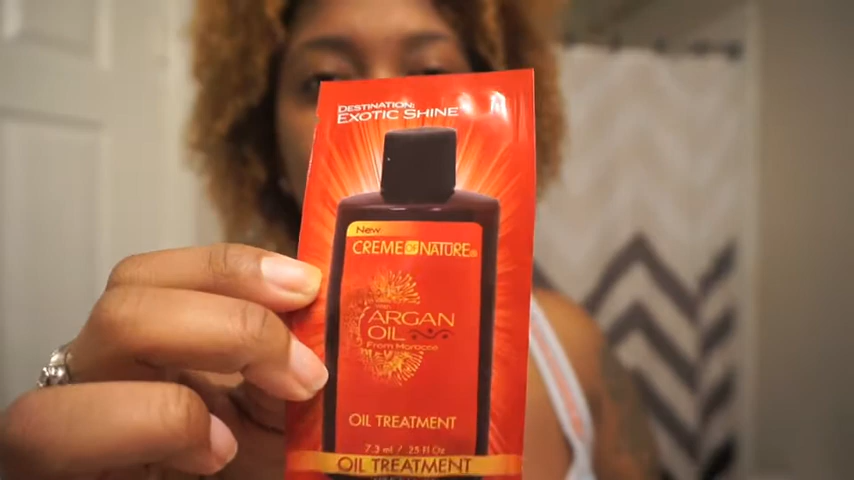 DESTINATION:
EXOTIC SHINE
New
CREME OF NATURE®
ARGAN
OIL
From Morocco
OIL TREATMENT
7.3 ml / .25 Fl Oz
OIL TREATMENT